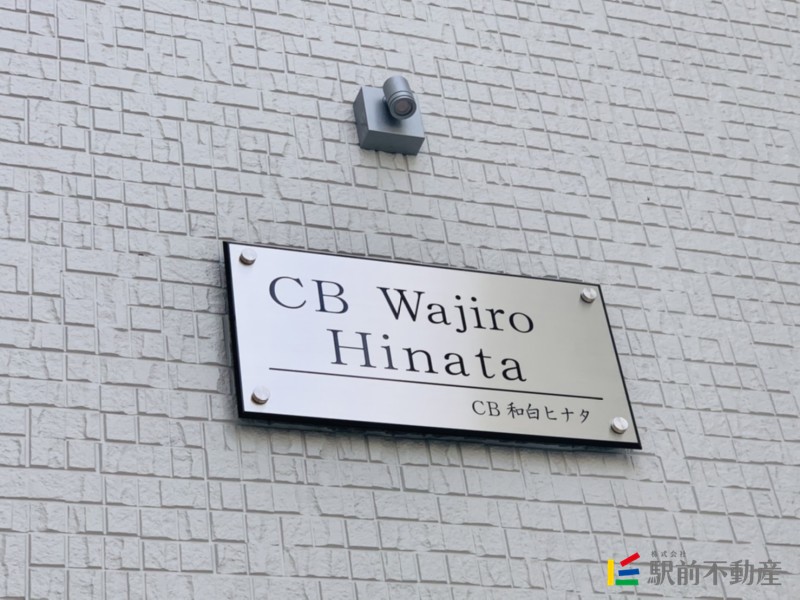 CB Wajiro
Hinata
CB 和白ヒナタ
株式会社
駅前不動産